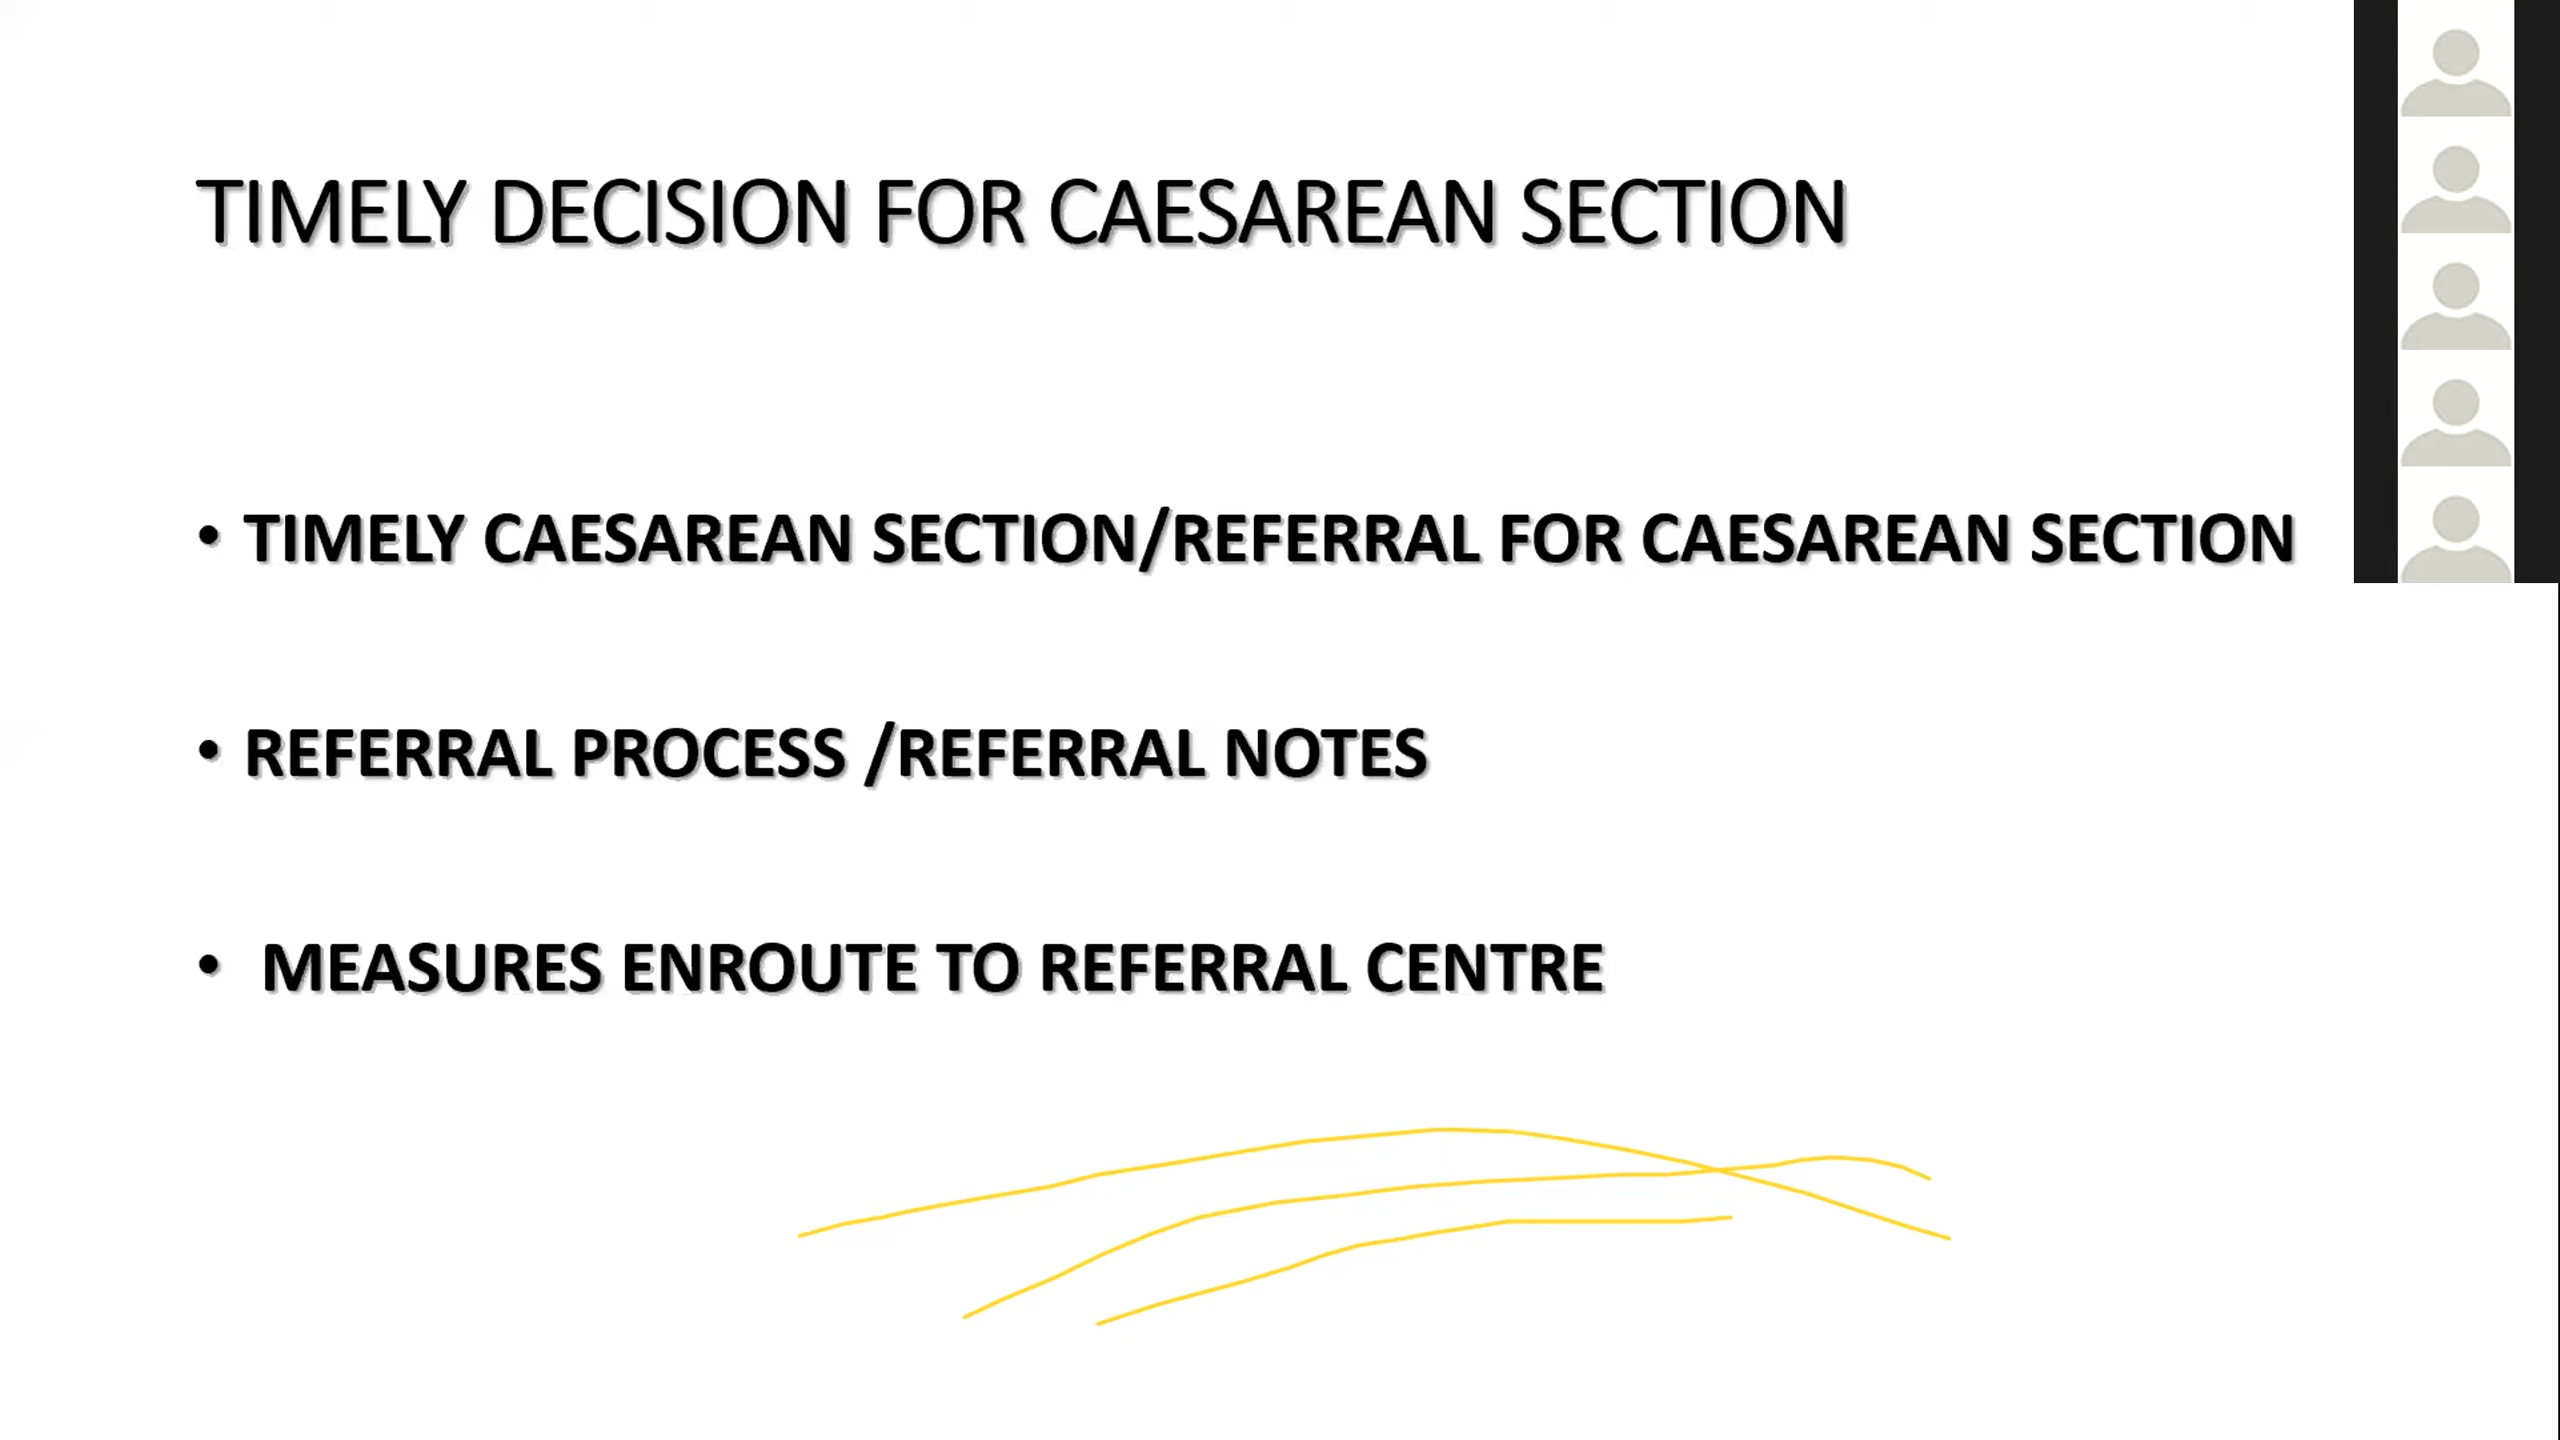 TIMELY DECISION FOR CAESAREAN SECTION
• TIMELY CAESAREAN SECTION/REFERRAL FOR CAESAREAN SECTION
• REFERRAL PROCESS /REFERRAL NOTES
• MEASURES ENROUTE TO REFERRAL CENTRE